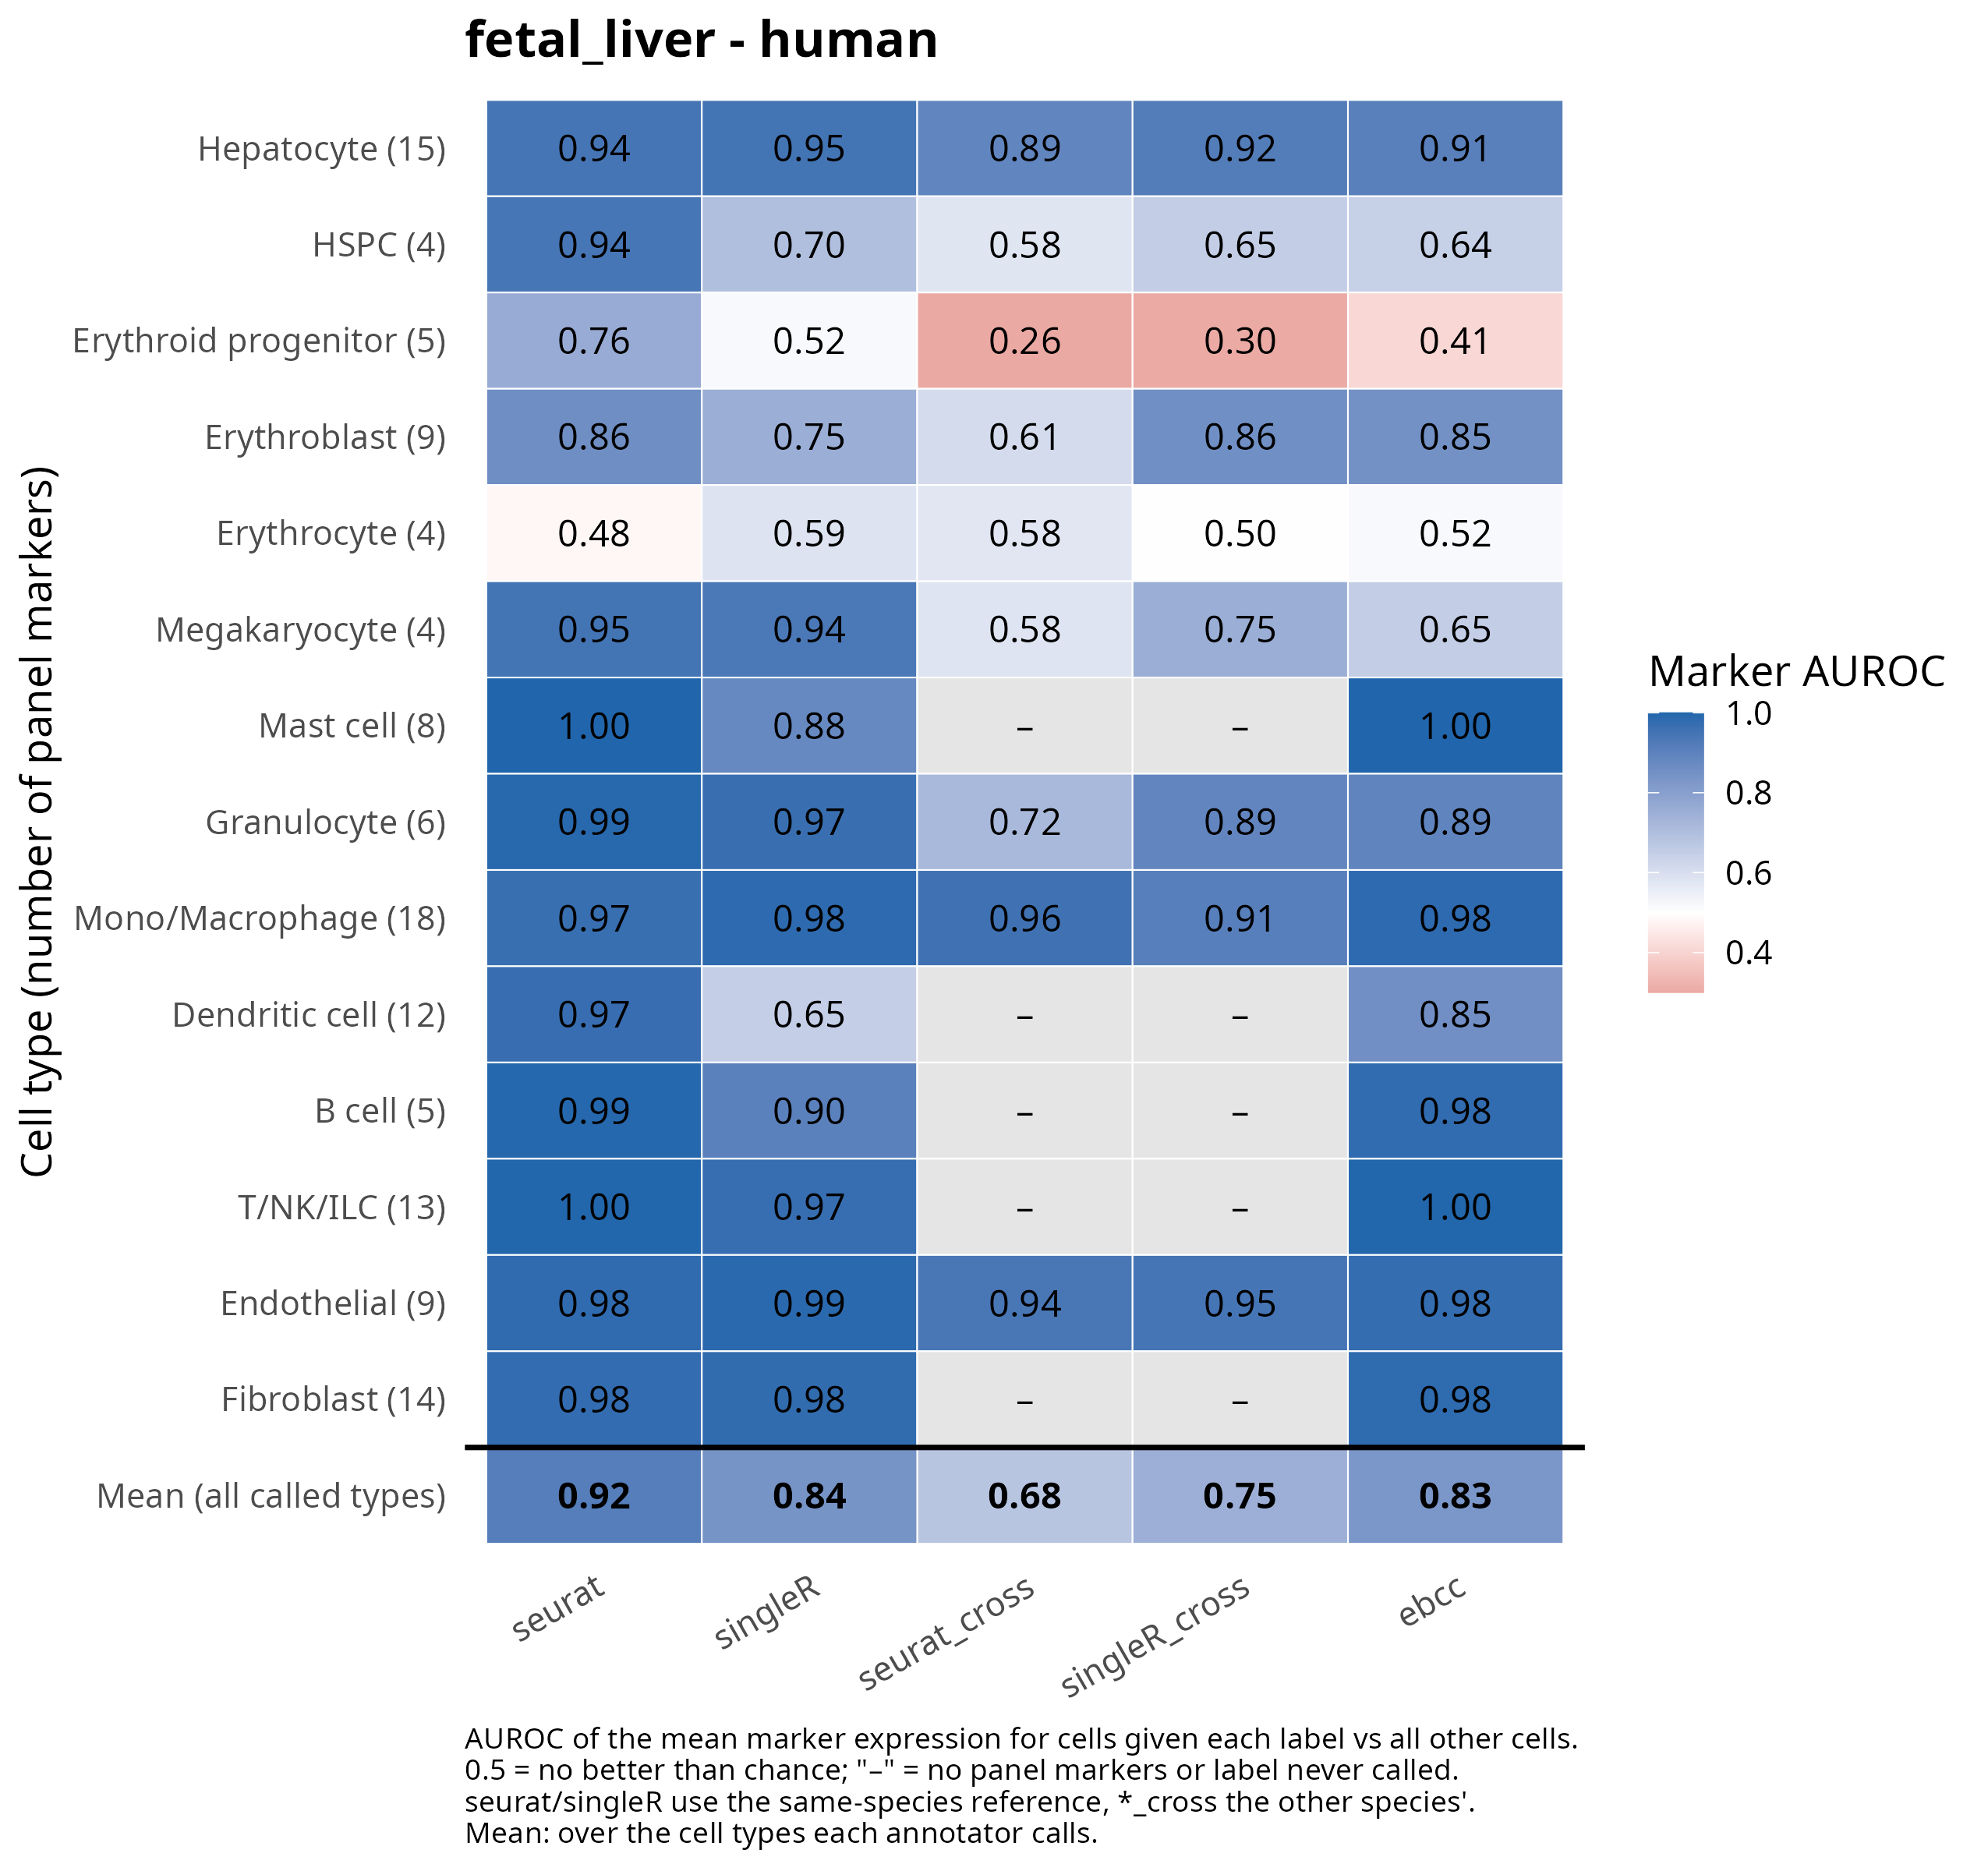 fetal_liver - human
Cell type (number of panel markers)
Hepatocyte (15) 0.94 0.95 0.89 0.92 0.91
HSPC (4) 0.94 0.70 0.58 0.65 0.64
Erythroid progenitor (5) 0.76 0.52 0.26 0.30 0.41
Erythroblast (9) 0.86 0.75 0.61 0.86 0.85
Erythrocyte (4) 0.48 0.59 0.58 0.50 0.52
Megakaryocyte (4) 0.95 0.94 0.58 0.75 0.65
Mast cell (8) 1.00 0.88 – – 1.00
Granulocyte (6) 0.99 0.97 0.72 0.89 0.89
Mono/Macrophage (18) 0.97 0.98 0.96 0.91 0.98
Dendritic cell (12) 0.97 0.65 – – 0.85
B cell (5) 0.99 0.90 – – 0.98
T/NK/ILC (13) 1.00 0.97 – – 1.00
Endothelial (9) 0.98 0.99 0.94 0.95 0.98
Fibroblast (14) 0.98 0.98 – – 0.98
Mean (all called types) 0.92 0.84 0.68 0.75 0.83
seurat singleR seurat_cross singleR_cross ebcc
Marker AUROC
1.0
0.8
0.6
0.4
AUROC of the mean marker expression for cells given each label vs all other cells.
0.5 = no better than chance; "–" = no panel markers or label never called.
seurat/singleR use the same-species reference, *_cross the other species'.
Mean: over the cell types each annotator calls.